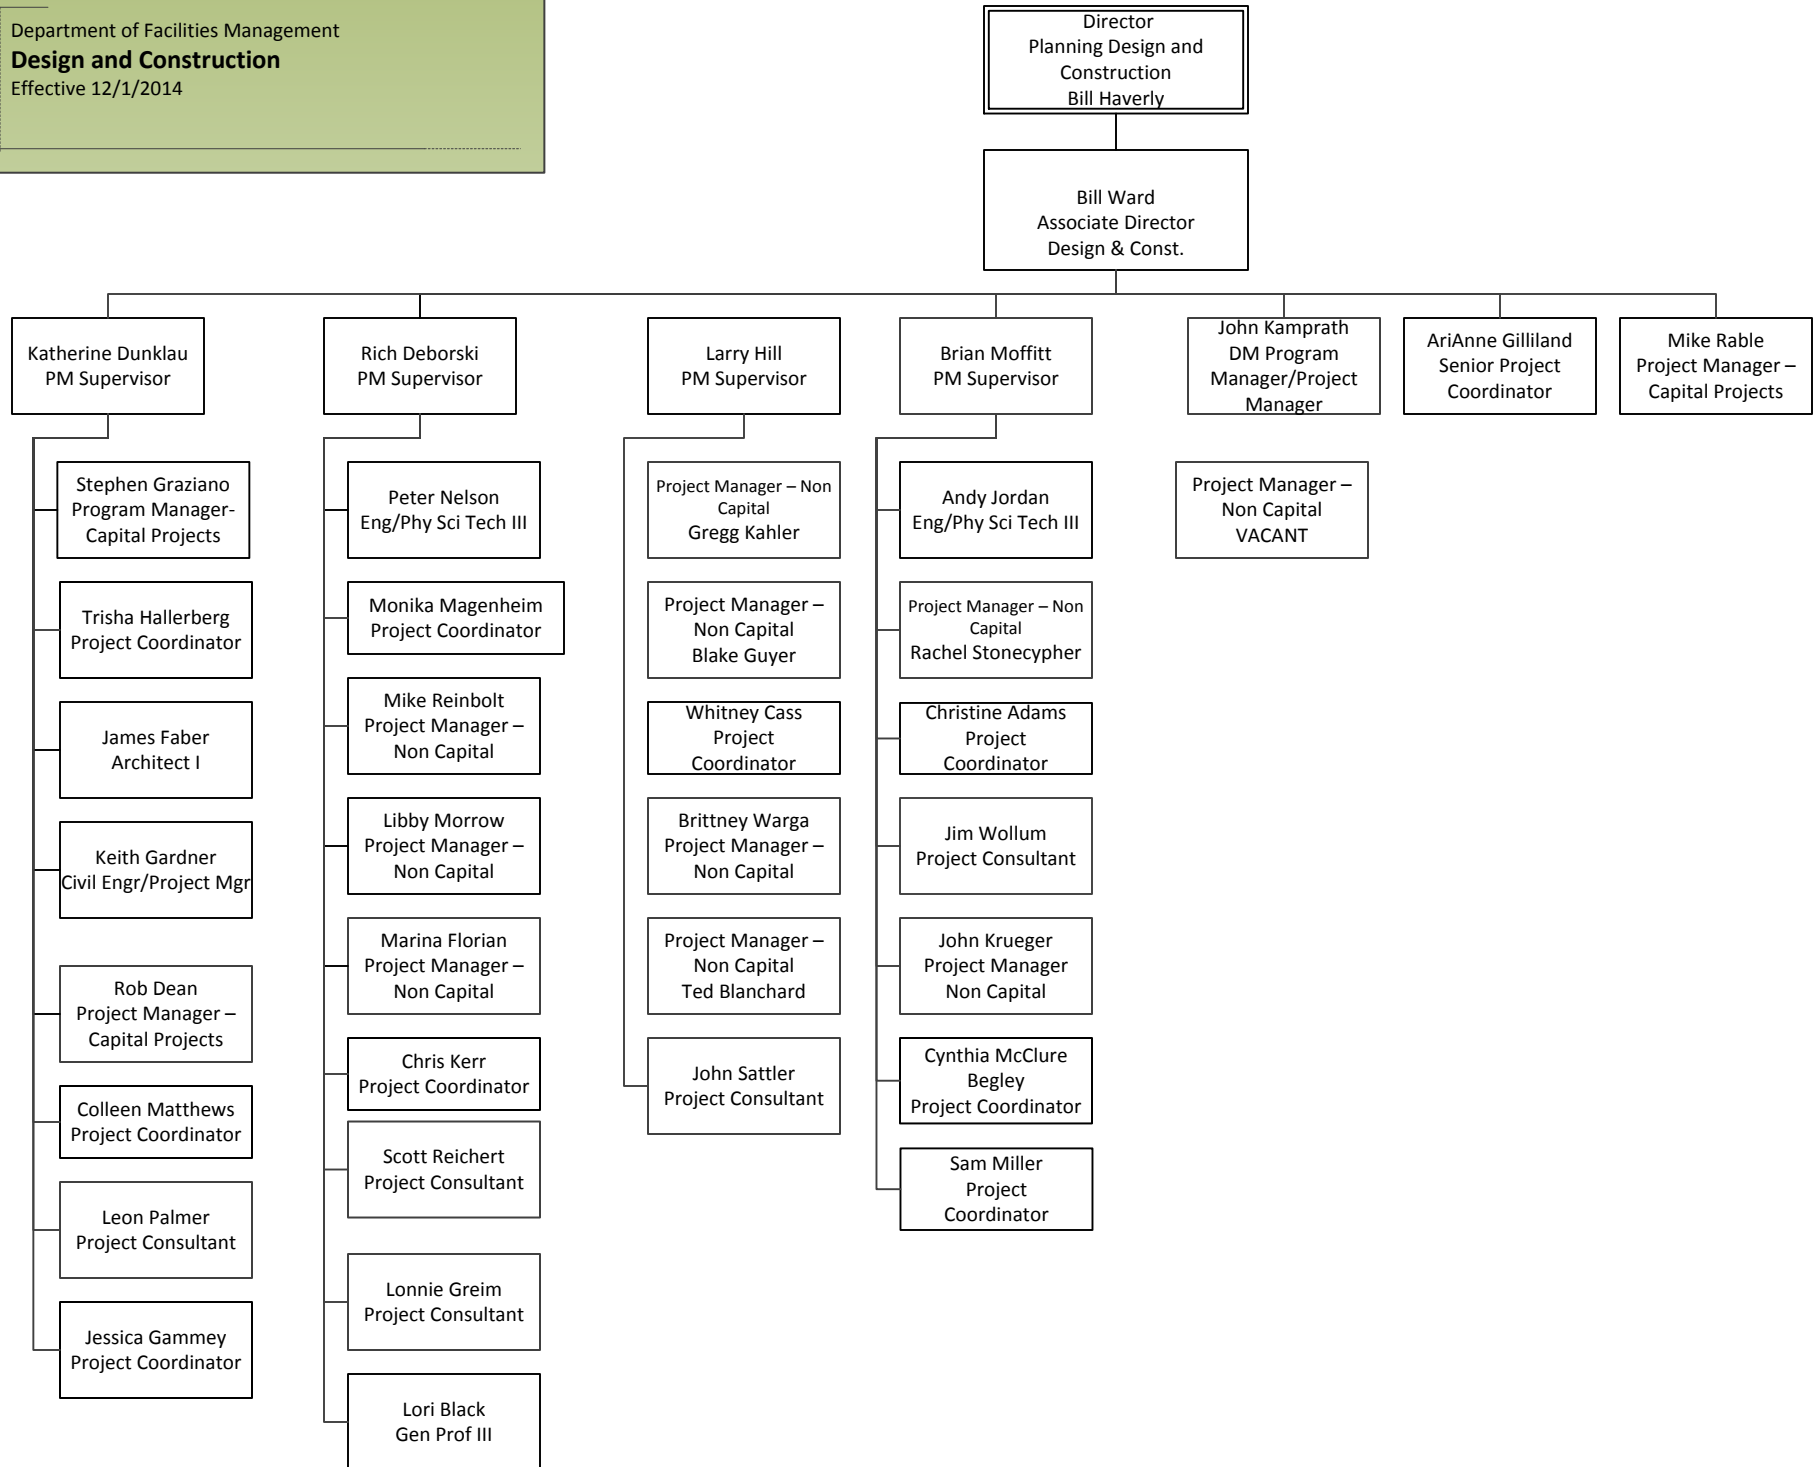 Department of Facilities Management
Design and Construction
Effective 12/1/2014
Director
Planning Design and
Construction
Bill Haverly
Bill Ward
Associate Director
Design & Const.
Katherine Dunklau
PM Supervisor
Rich Deborski
PM Supervisor
Larry Hill
PM Supervisor
Brian Moffitt
PM Supervisor
John Kamprath
DM Program
Manager/Project
Manager
AriAnne Gilliland
Senior Project
Coordinator
Mike Rable
Project Manager –
Capital Projects
Stephen Graziano
Program Manager-
Capital Projects
Trisha Hallerberg
Project Coordinator
James Faber
Architect I
Keith Gardner
Civil Engr/Project Mgr
Rob Dean
Project Manager –
Capital Projects
Colleen Matthews
Project Coordinator
Leon Palmer
Project Consultant
Jessica Gammey
Project Coordinator
Peter Nelson
Eng/Phy Sci Tech III
Monika Magenheim
Project Coordinator
Mike Reinbolt
Project Manager –
Non Capital
Libby Morrow
Project Manager –
Non Capital
Marina Florian
Project Manager –
Non Capital
Chris Kerr
Project Coordinator
Scott Reichert
Project Consultant
Lonnie Greim
Project Consultant
Lori Black
Gen Prof III
Project Manager – Non
Capital
Gregg Kahler
Project Manager –
Non Capital
Blake Guyer
Whitney Cass
Project
Coordinator
Brittney Warga
Project Manager –
Non Capital
Project Manager –
Non Capital
Ted Blanchard
John Sattler
Project Consultant
Andy Jordan
Eng/Phy Sci Tech III
Project Manager – Non
Capital
Rachel Stonecypher
Christine Adams
Project
Coordinator
Jim Wollum
Project Consultant
John Krueger
Project Manager
Non Capital
Cynthia McClure
Begley
Project Coordinator
Sam Miller
Project
Coordinator
Project Manager –
Non Capital
VACANT